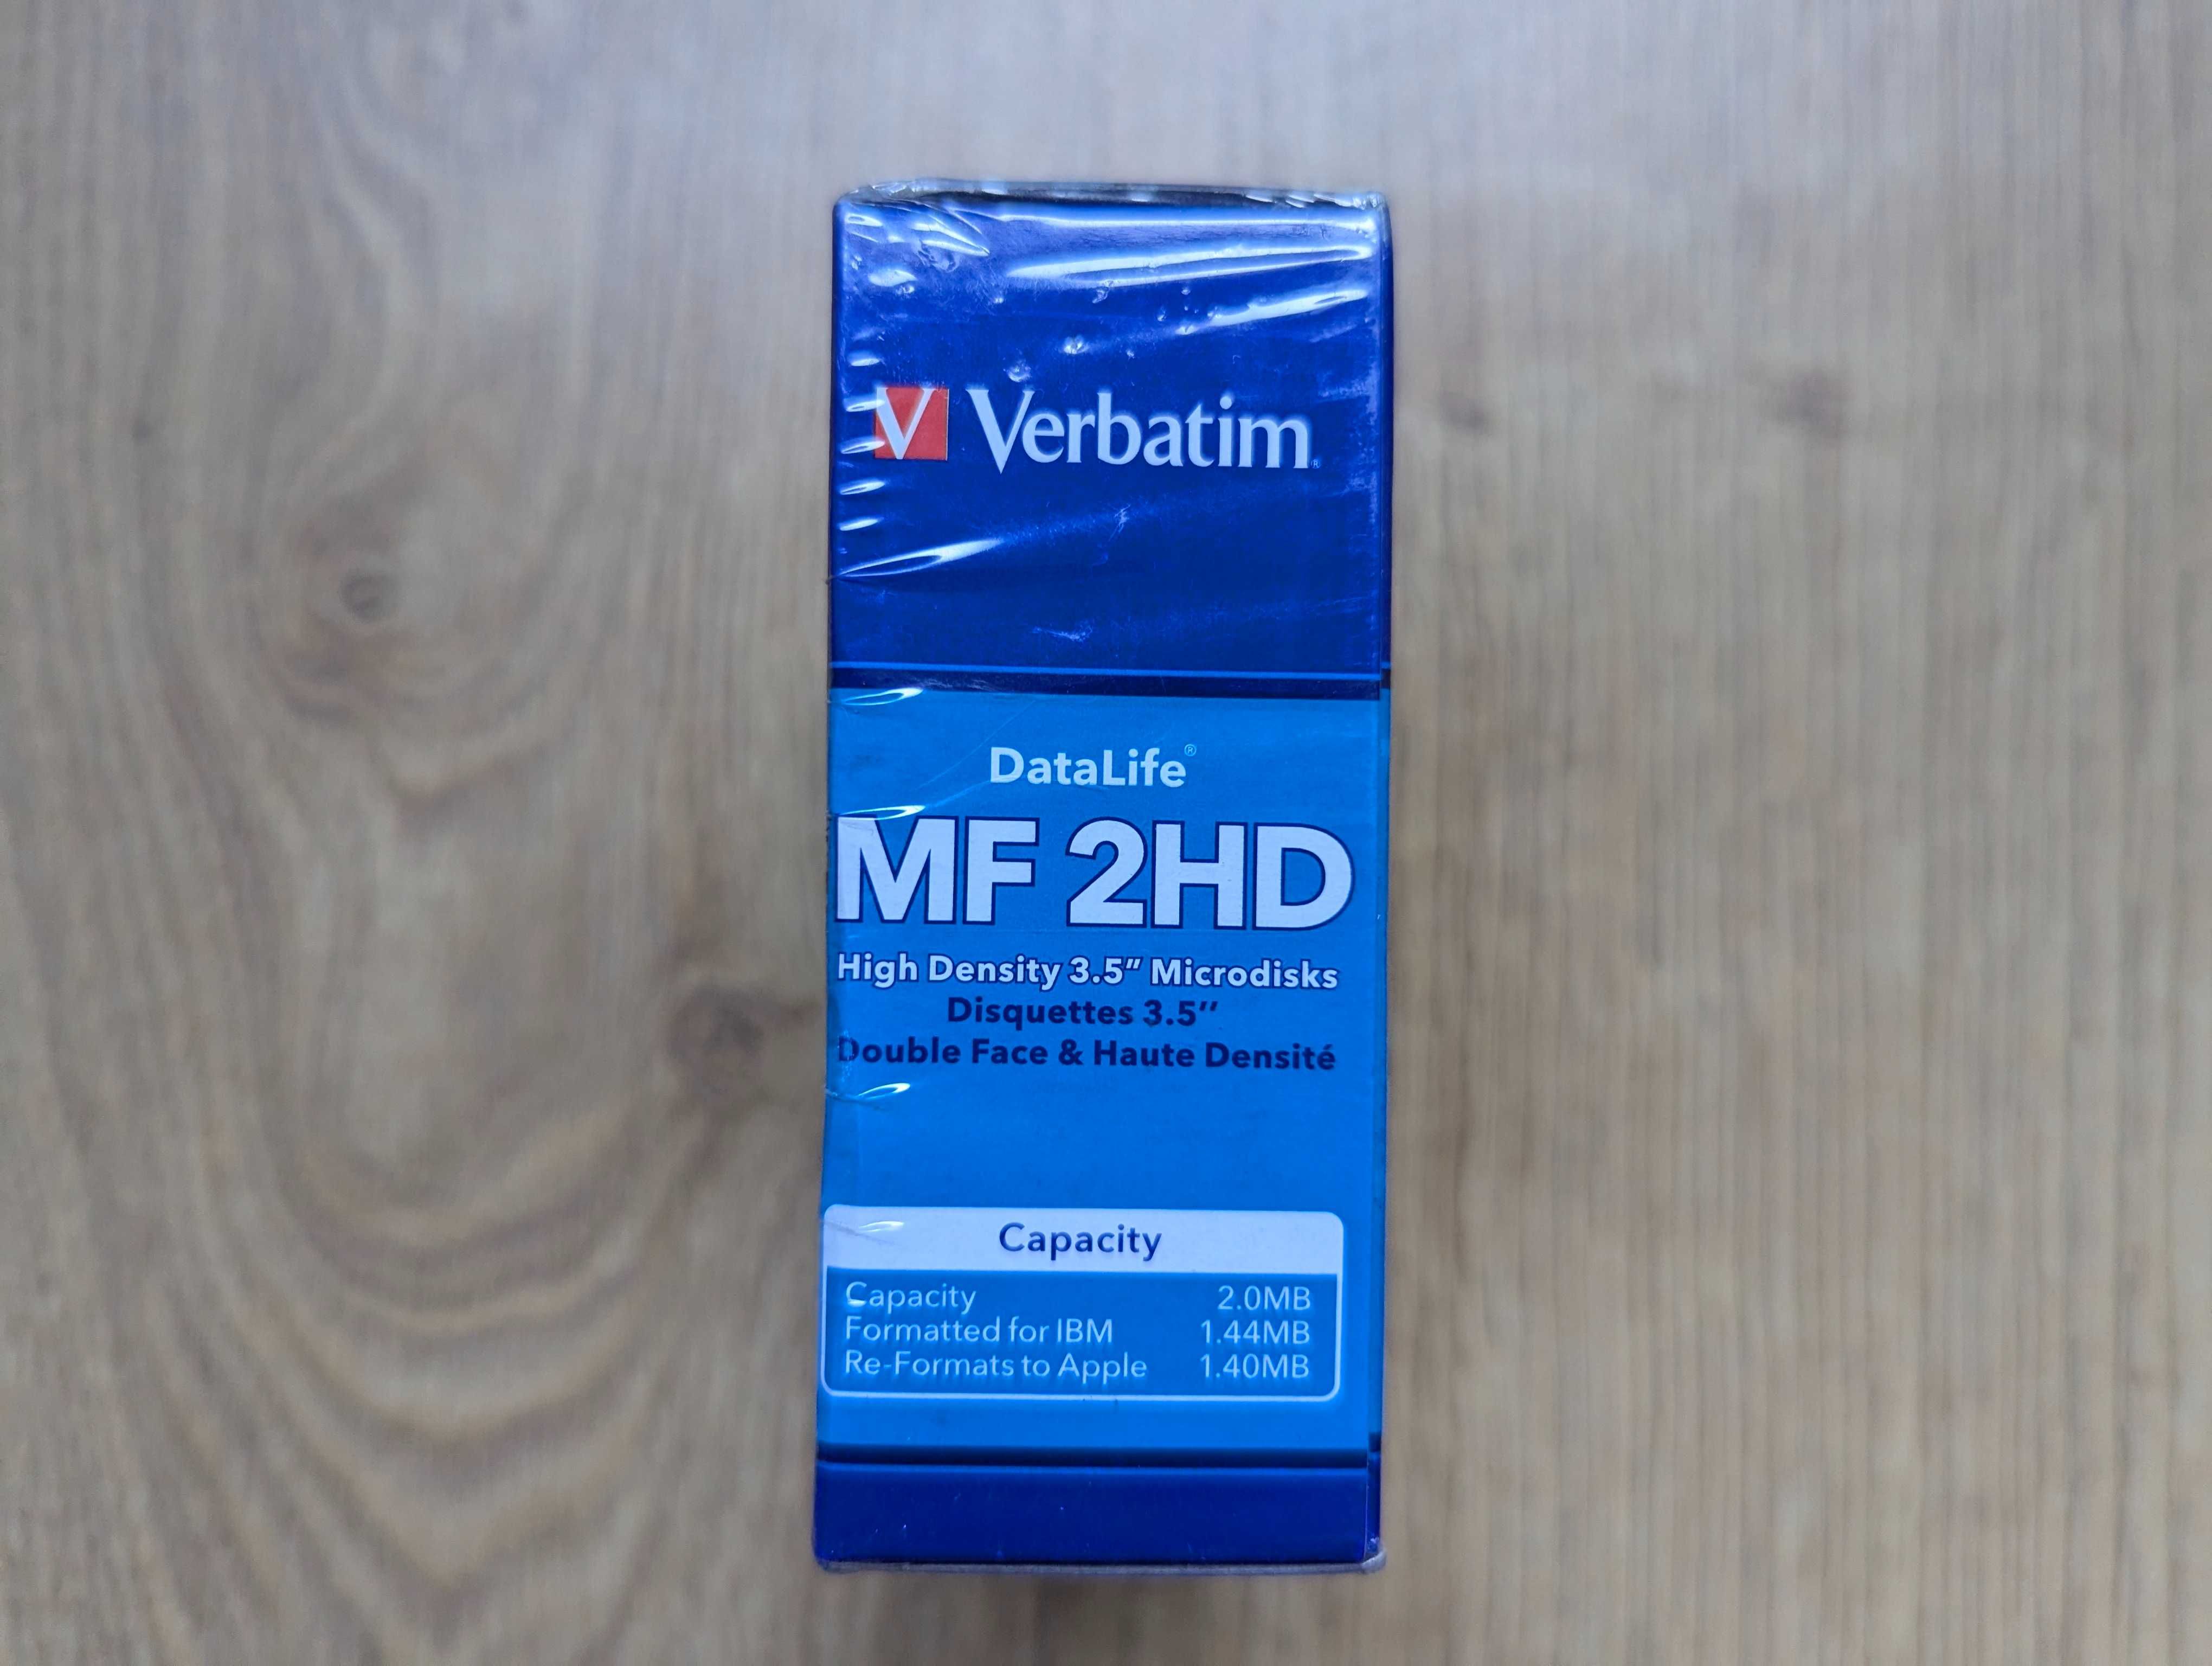 V Verbatim®
DataLife®
MF 2HD
High Density 3.5" Microdisks
Disquettes 3.5''
Double Face & Haute Densité
Capacity
Capacity 2.0MB
Formatted for IBM 1.44MB
Re-Formats to Apple 1.40MB